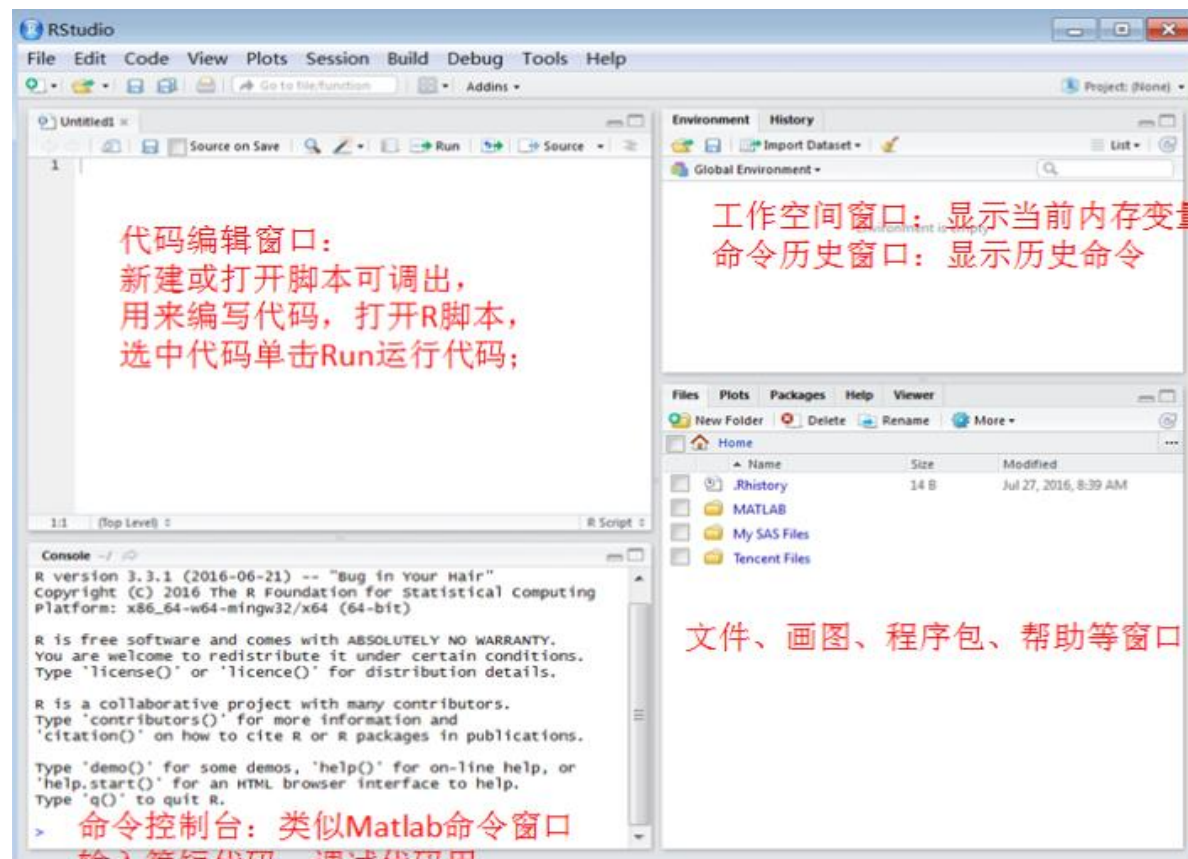 RStudio
File Edit Code View Plots Session Build Debug Tools Help
Go to file/function Addins Project: (None)
Untitled1
Source on Save Run Source
1
代码编辑窗口：
新建或打开脚本可调出，
用来编写代码，打开R脚本，
选中代码单击Run运行代码；
1:1 (Top Level) R Script
Console ~/
R version 3.3.1 (2016-06-21) -- "Bug in Your Hair"
Copyright (C) 2016 The R Foundation for Statistical Computing
Platform: x86_64-w64-mingw32/x64 (64-bit)
R is free software and comes with ABSOLUTELY NO WARRANTY.
You are welcome to redistribute it under certain conditions.
Type 'license()' or 'licence()' for distribution details.
R is a collaborative project with many contributors.
Type 'contributors()' for more information and
'citation()' on how to cite R or R packages in publications.
Type 'demo()' for some demos, 'help()' for on-line help, or
'help.start()' for an HTML browser interface to help.
Type 'q()' to quit R.
>
命令控制台：类似Matlab命令窗口
Environment History
Import Dataset List
Global Environment
Environment is empty
工作空间窗口：显示当前内存变量
命令历史窗口：显示历史命令
Files Plots Packages Help Viewer
New Folder Delete Rename More
Home
Name Size Modified
.Rhistory 14 B Jul 27, 2016, 8:39 AM
MATLAB
My SAS Files
Tencent Files
文件、画图、程序包、帮助等窗口